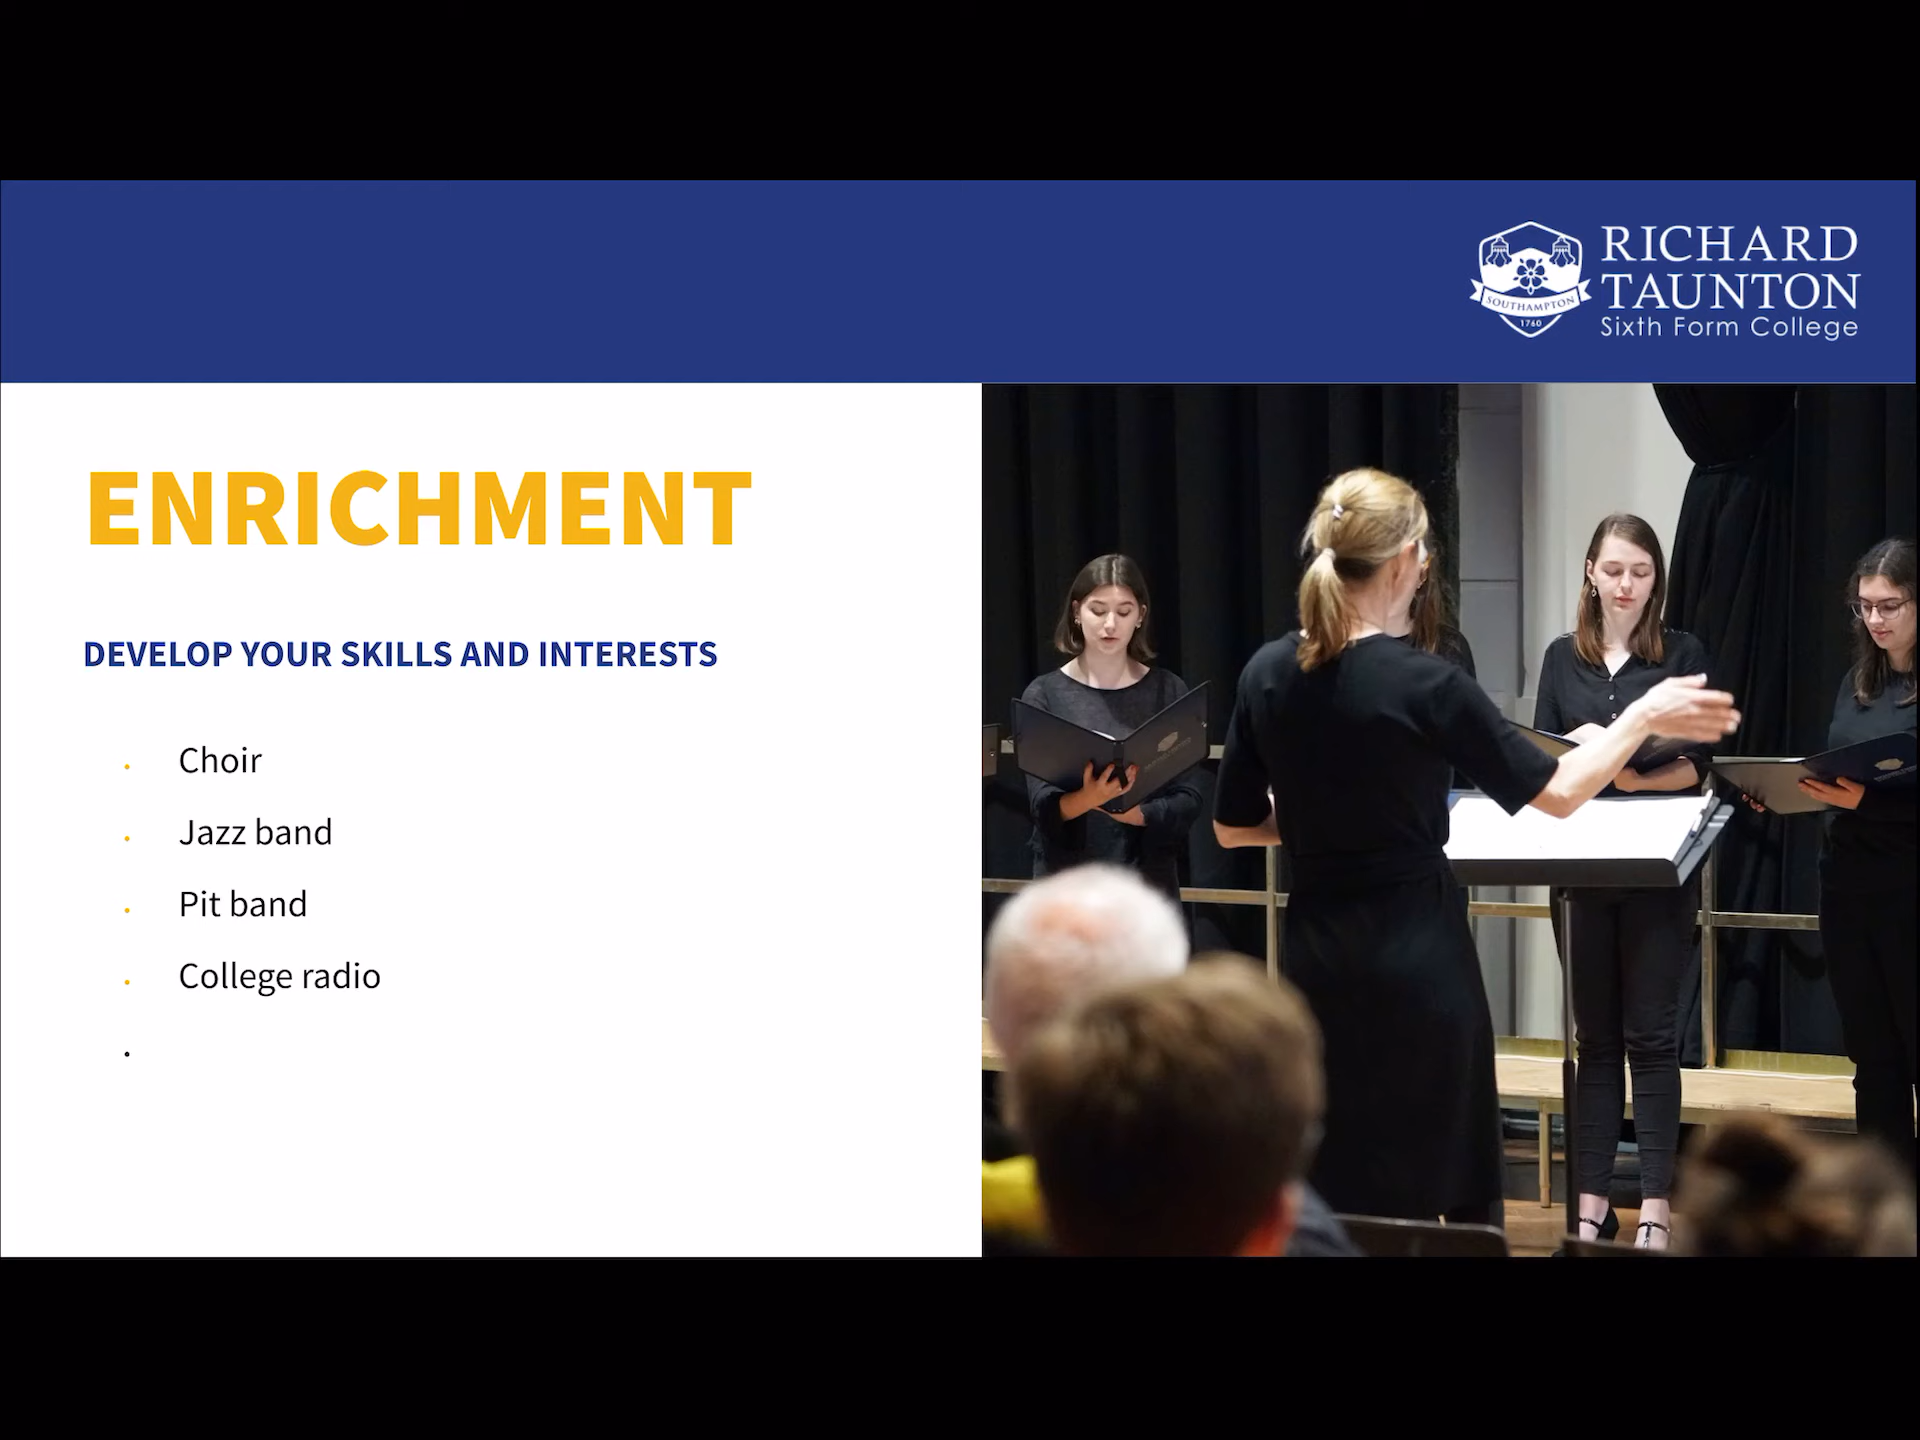 RICHARD
TAUNTON
Sixth Form College
SOUTHAMPTON
1760
ENRICHMENT
DEVELOP YOUR SKILLS AND INTERESTS
• Choir
• Jazz band
• Pit band
• College radio
•